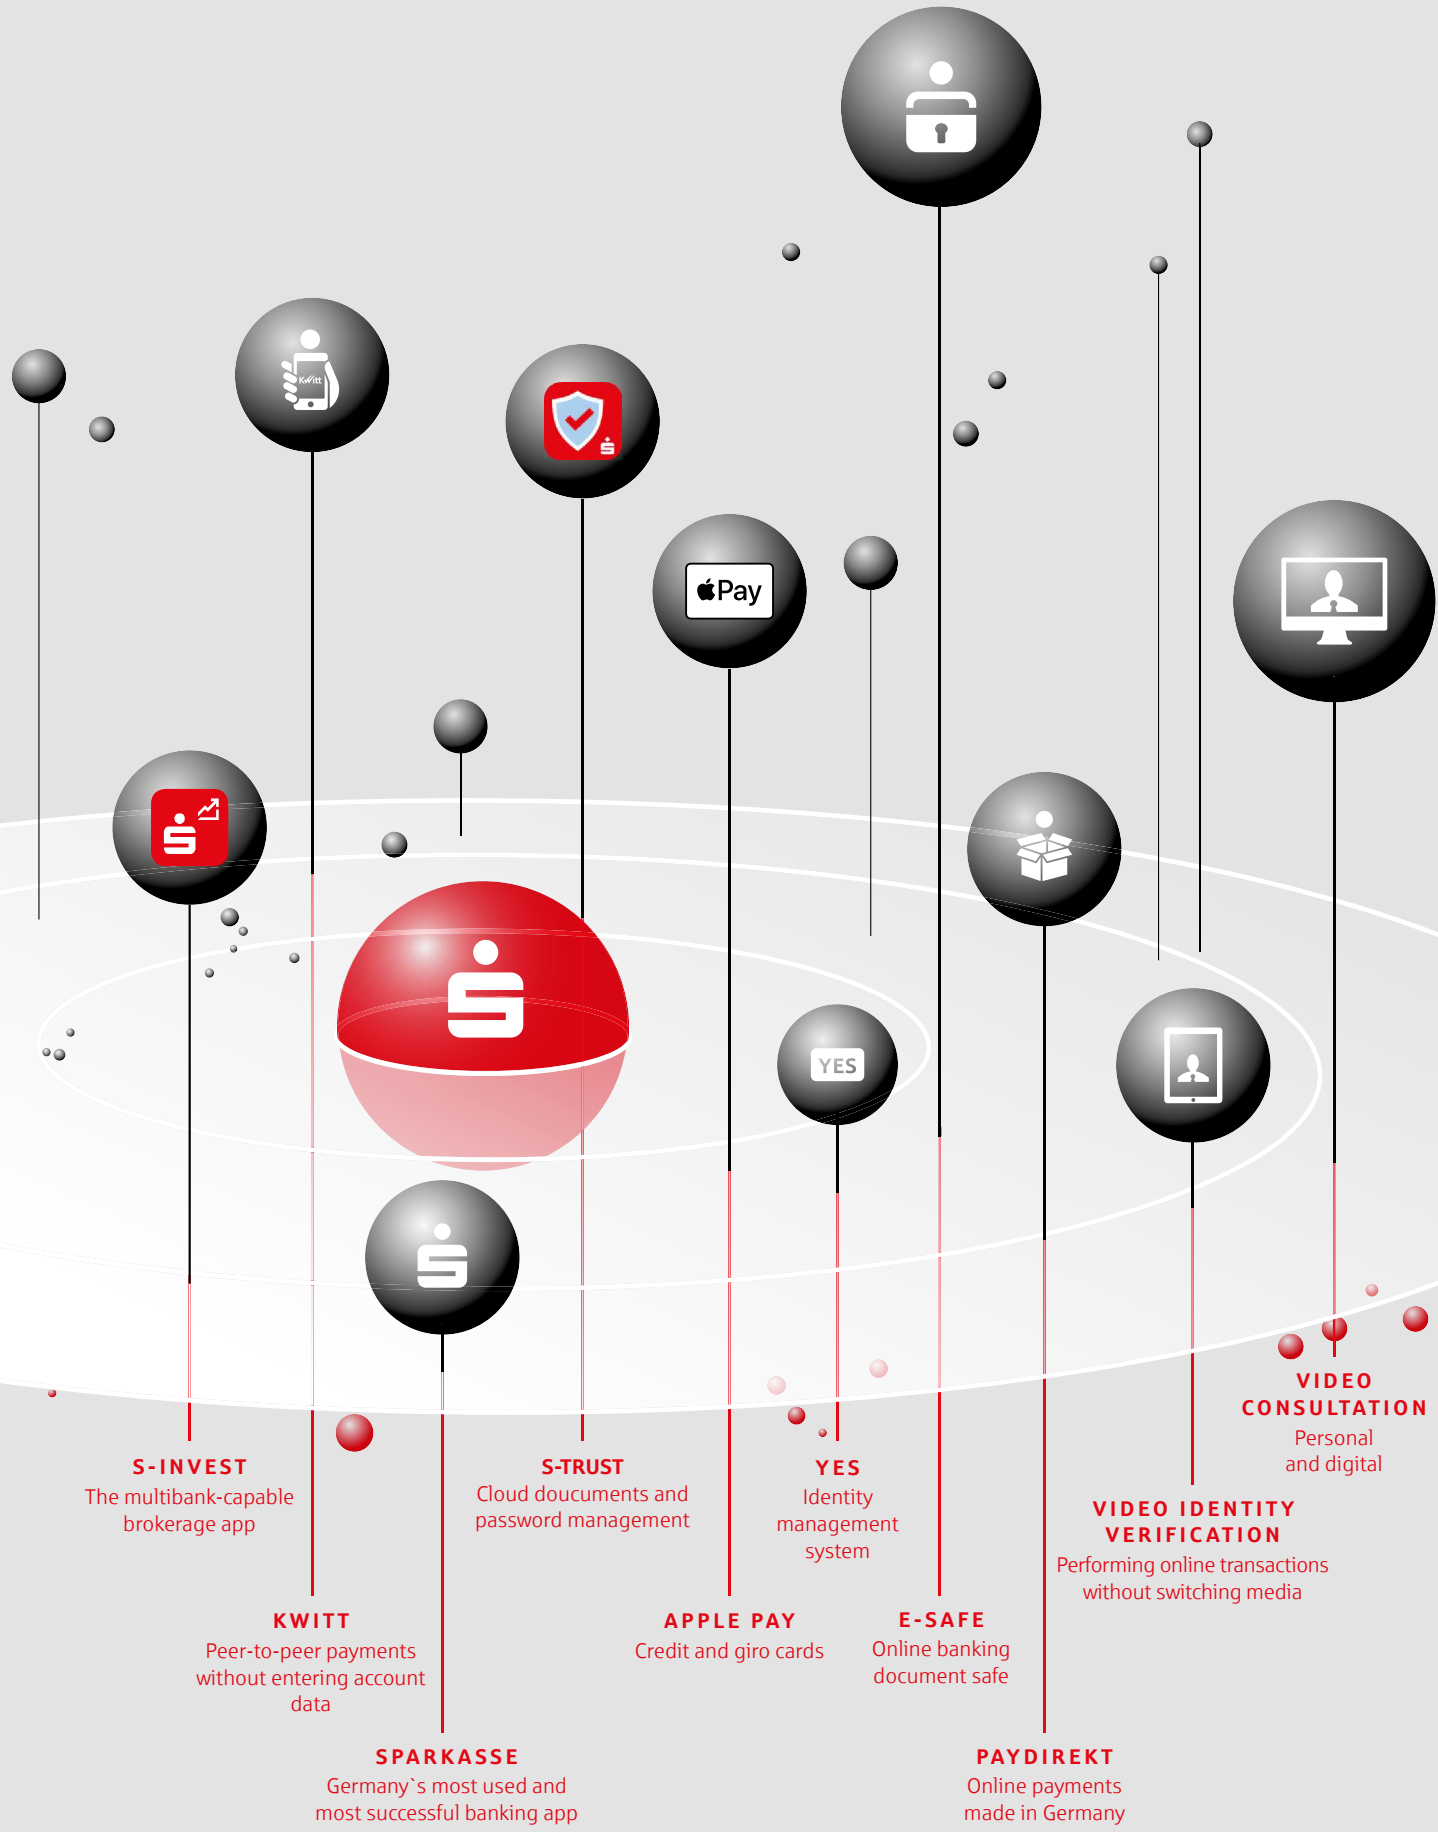 Kwitt
Pay
YES
S-INVEST
The multibank-capable
brokerage app
KWITT
Peer-to-peer payments
without entering account
data
SPARKASSE
Germany`s most used and
most successful banking app
S-TRUST
Cloud doucuments and
password management
APPLE PAY
Credit and giro cards
YES
Identity
management
system
E-SAFE
Online banking
document safe
PAYDIREKT
Online payments
made in Germany
VIDEO IDENTITY
VERIFICATION
Performing online transactions
without switching media
VIDEO
CONSULTATION
Personal
and digital